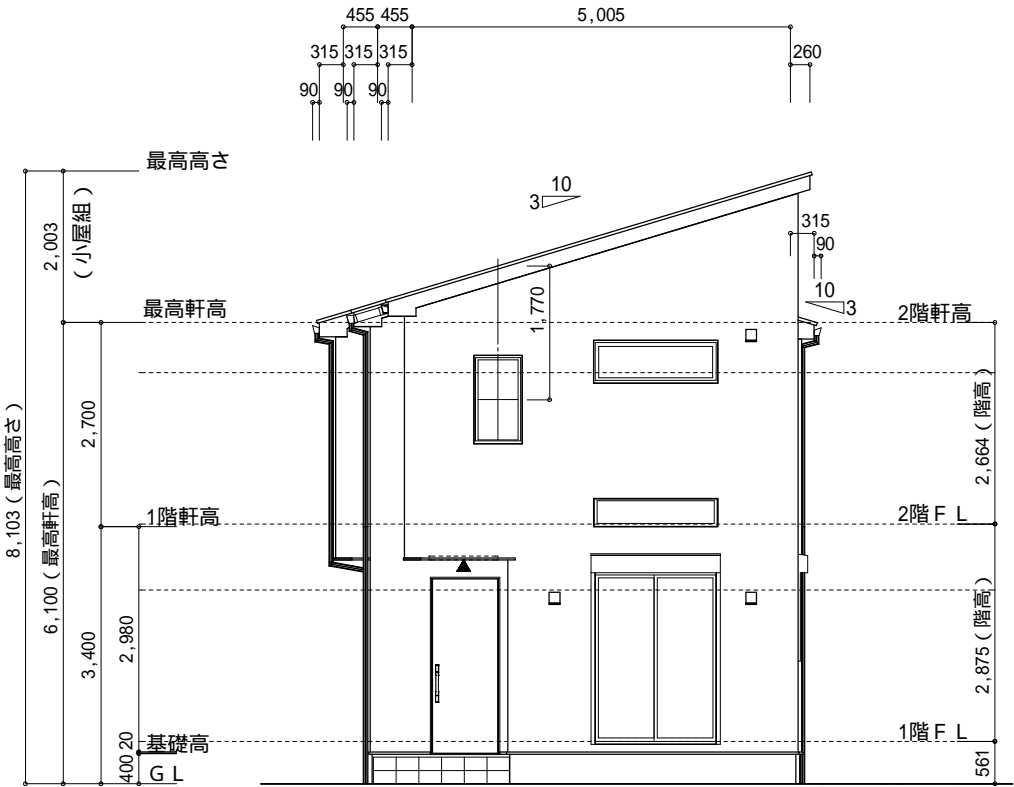 455 455 5,005
315 315 315 260
90 90 90
最高高さ
10
3
2,003
(小屋組)
315
90
10
3
1,770
最高軒高
2階軒高
2,700
2,664(階高)
8,103(最高高さ)
6,100(最高軒高)
1階軒高
2階FL
3,400
2,980
2,875(階高)
基礎高
1階FL
20
400
GL
561